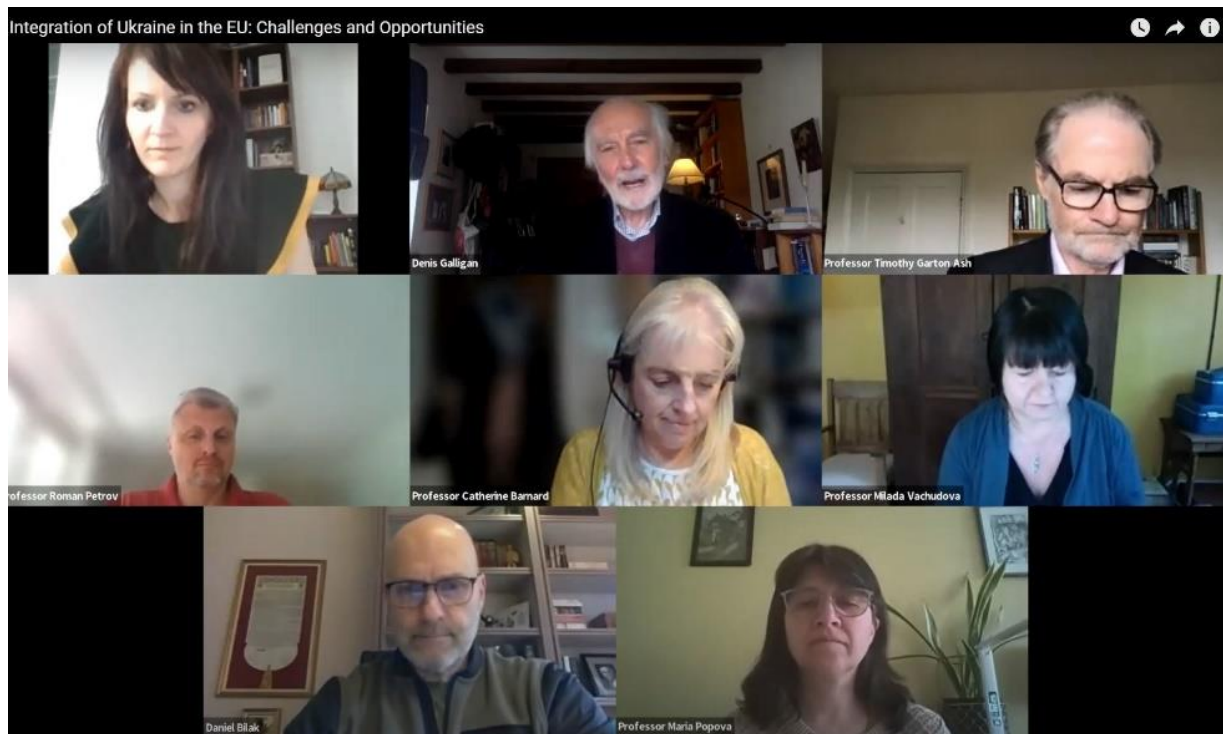 Integration of Ukraine in the EU: Challenges and Opportunities
Denis Galligan
Professor Timothy Garton Ash
rofessor Roman Petrov
Professor Catherine Barnard
Professor Milada Vachudova
Daniel Bilak
Professor Maria Popova